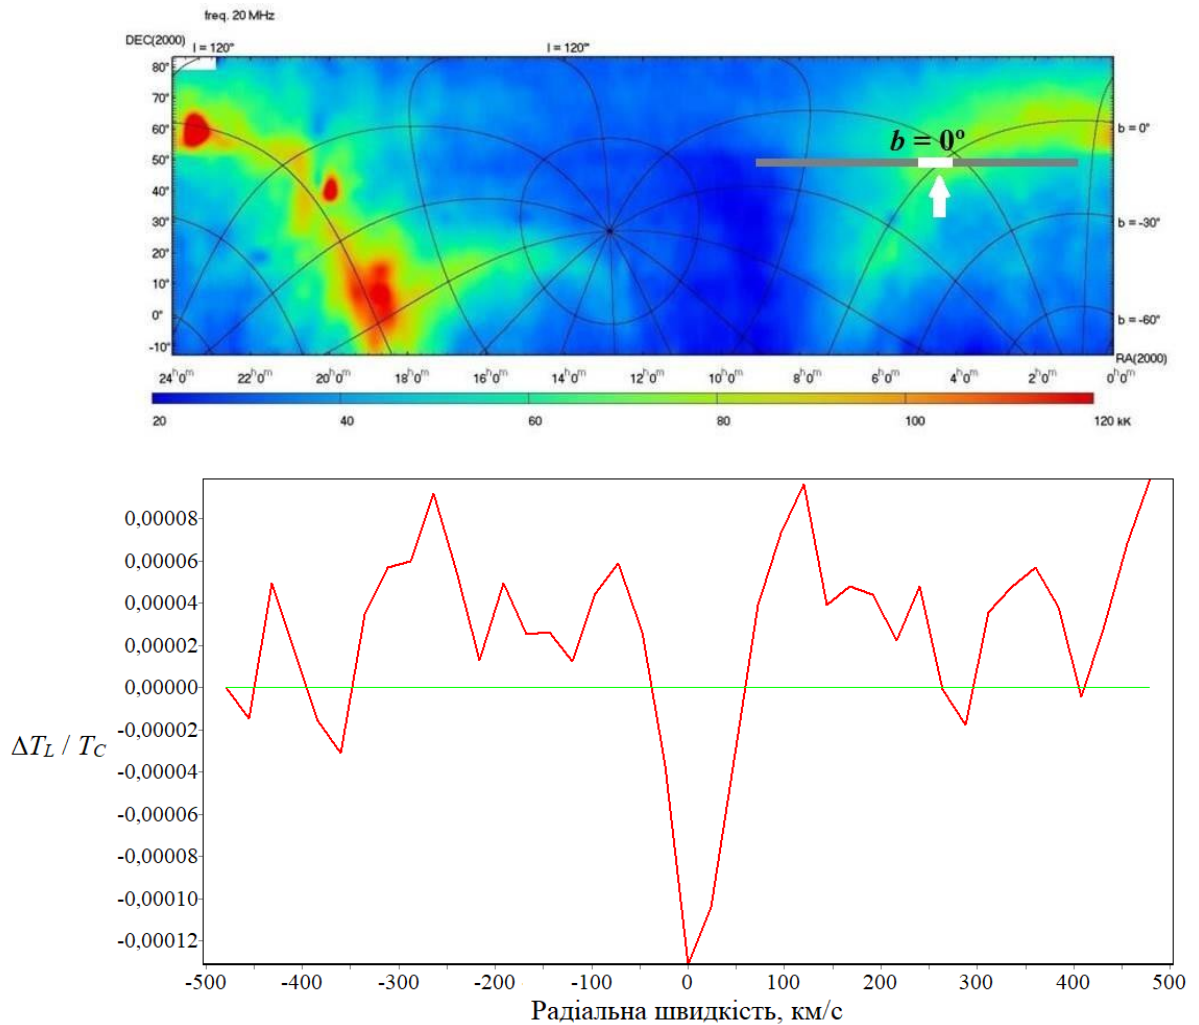 freq. 20 MHz
DEC(2000)
l = 120°
l = 120°
80°
70°
60°
50°
40°
30°
20°
10°
0°
-10°
b = 0º
b = 0°
b = -30°
b = -60°
RA(2000)
24ʰ0ᵐ 22ʰ0ᵐ 20ʰ0ᵐ 18ʰ0ᵐ 16ʰ0ᵐ 14ʰ0ᵐ 12ʰ0ᵐ 10ʰ0ᵐ 8ʰ0ᵐ 6ʰ0ᵐ 4ʰ0ᵐ 2ʰ0ᵐ 0ʰ0ᵐ
20 40 60 80 100 120 kK
0,00008
0,00006
0,00004
0,00002
0,00000
-0,00002
ΔT_L / T_C
-0,00004
-0,00006
-0,00008
-0,00010
-0,00012
-500 -400 -300 -200 -100 0 100 200 300 400 500
Радіальна швидкість, км/с